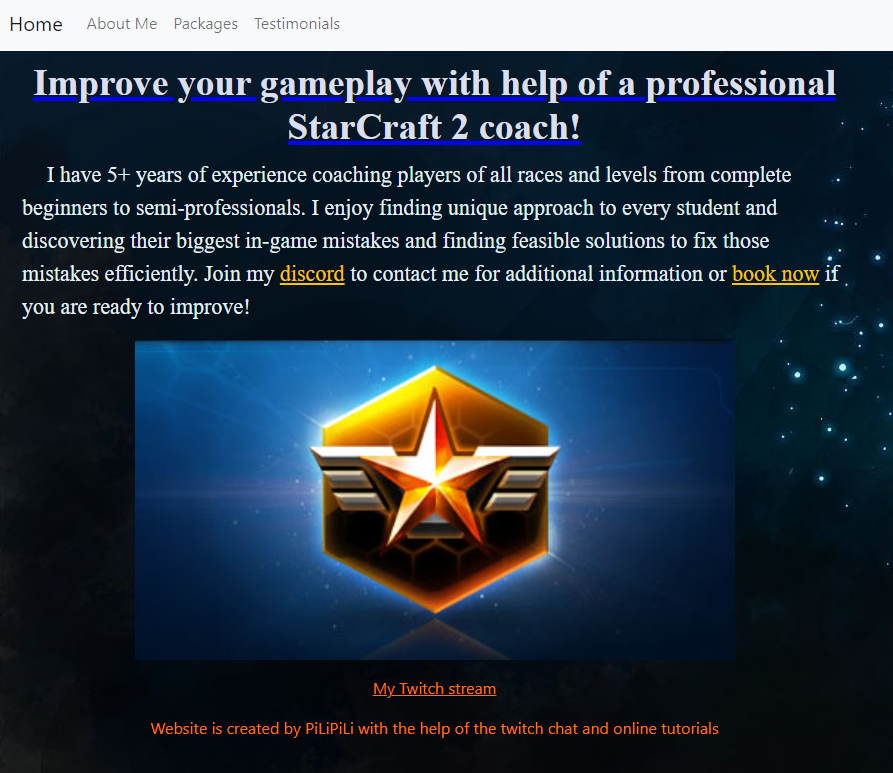 Home About Me Packages Testimonials
Improve your gameplay with help of a professional
StarCraft 2 coach!
I have 5+ years of experience coaching players of all races and levels from complete
beginners to semi-professionals. I enjoy finding unique approach to every student and
discovering their biggest in-game mistakes and finding feasible solutions to fix those
mistakes efficiently. Join my discord to contact me for additional information or book now if
you are ready to improve!
My Twitch stream
Website is created by PiLiPiLi with the help of the twitch chat and online tutorials